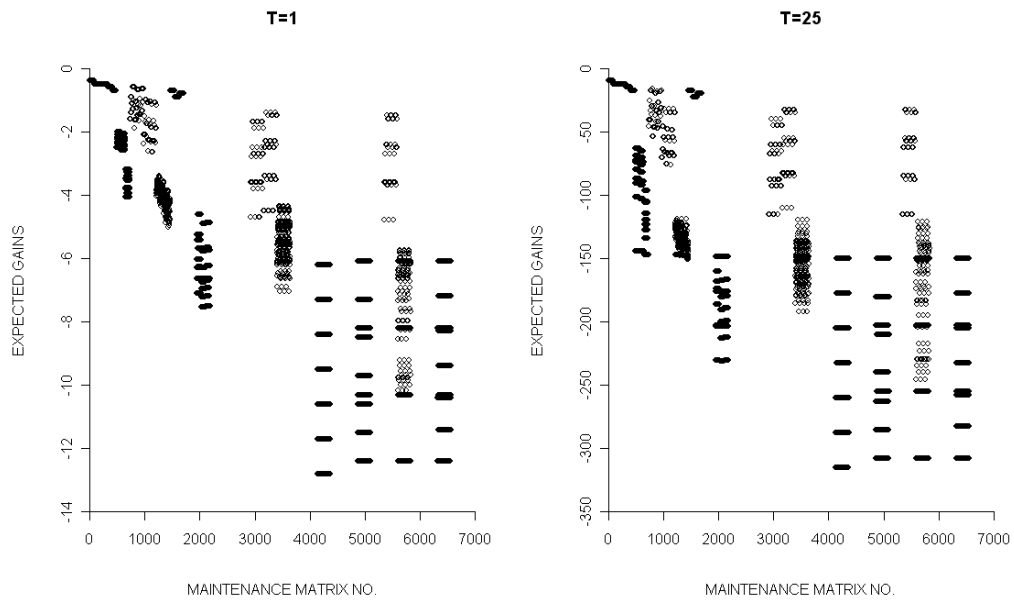 T=1
EXPECTED GAINS
0
-2
-4
-6
-8
-10
-12
-14
0 1000 2000 3000 4000 5000 6000 7000
MAINTENANCE MATRIX NO.
T=25
EXPECTED GAINS
0
-50
-100
-150
-200
-250
-300
-350
0 1000 2000 3000 4000 5000 6000 7000
MAINTENANCE MATRIX NO.